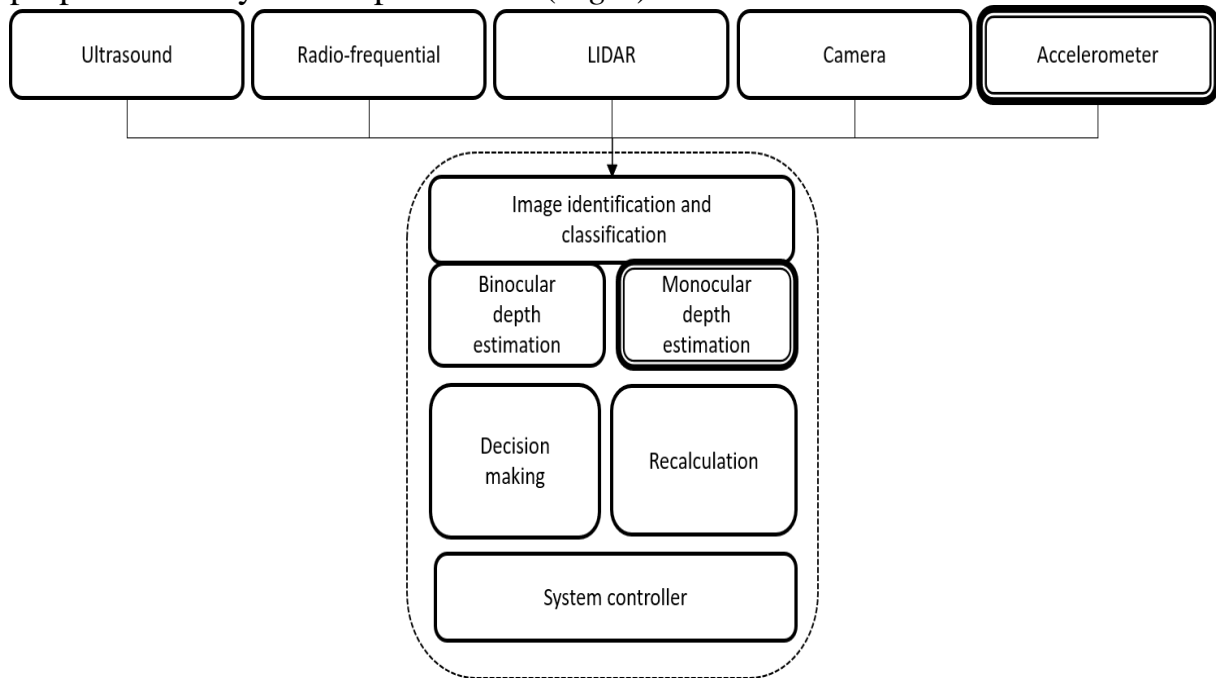 Ultrasound
Radio-frequential
LIDAR
Camera
Accelerometer
Image identification and
classification
Binocular
depth
estimation
Monocular
depth
estimation
Decision
making
Recalculation
System controller